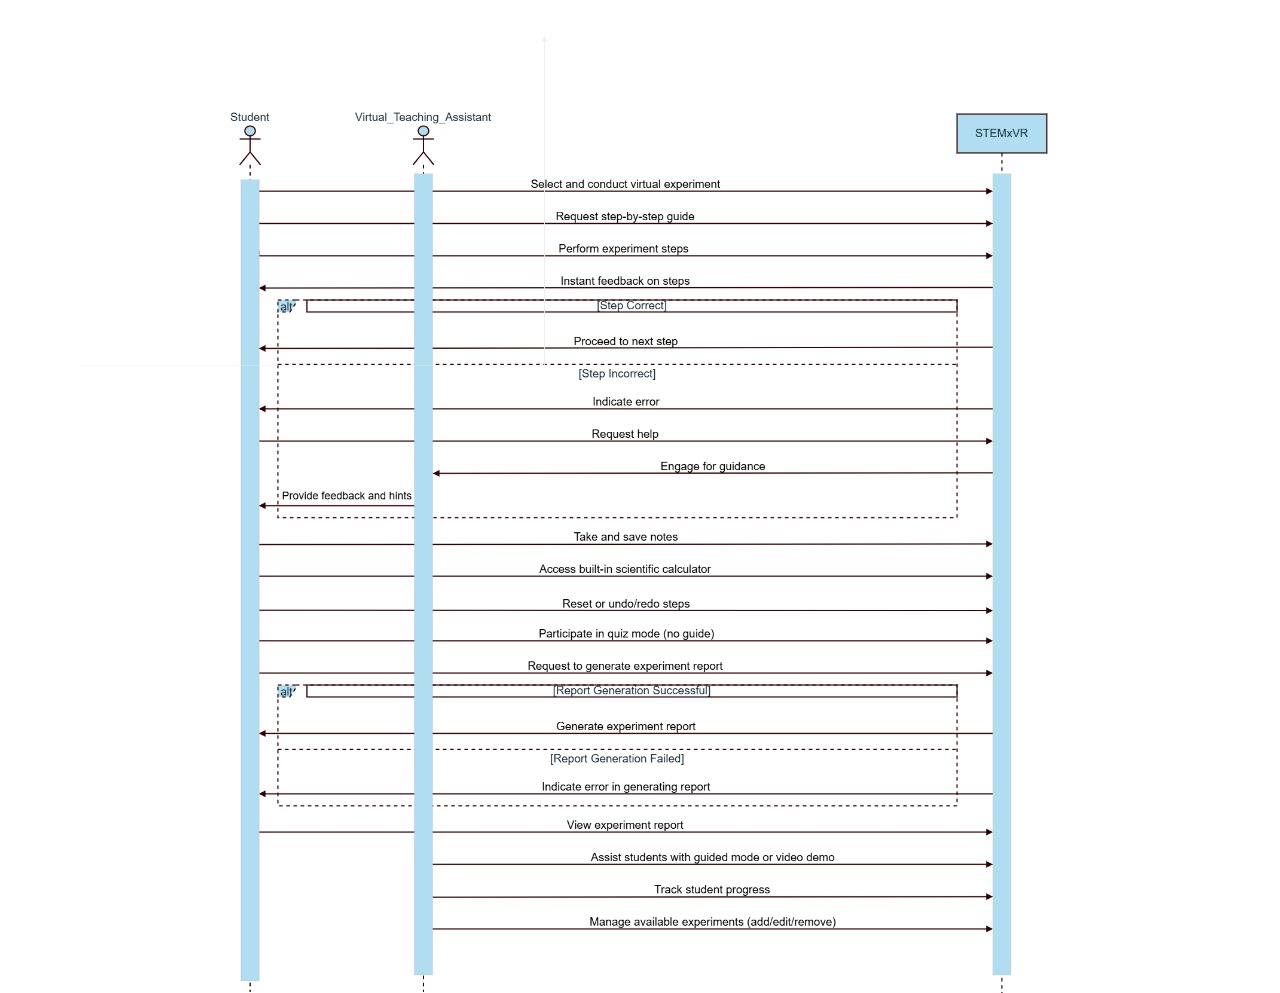 Student
Virtual_Teaching_Assistant
STEMxVR
Select and conduct virtual experiment
Request step-by-step guide
Perform experiment steps
Instant feedback on steps
alt
[Step Correct]
Proceed to next step
[Step Incorrect]
Indicate error
Request help
Engage for guidance
Provide feedback and hints
Take and save notes
Access built-in scientific calculator
Reset or undo/redo steps
Participate in quiz mode (no guide)
Request to generate experiment report
alt
[Report Generation Successful]
Generate experiment report
[Report Generation Failed]
Indicate error in generating report
View experiment report
Assist students with guided mode or video demo
Track student progress
Manage available experiments (add/edit/remove)